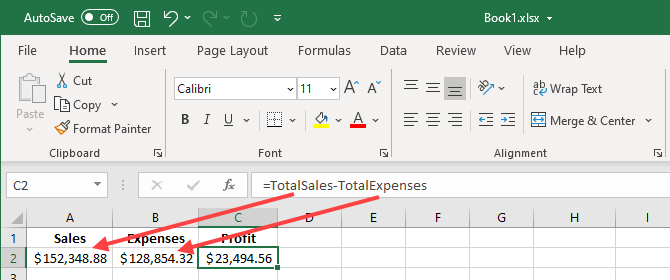 AutoSave Off Book1.xlsx
File Home Insert Page Layout Formulas Data Review View Help
Cut
Copy
Paste
Format Painter
Clipboard
Calibri 11 A A
B I U A
Font
ab Wrap Text
Merge & Center
Alignment
C2 fx =TotalSales-TotalExpenses
A B C D E F G H I
1 Sales Expenses Profit
2 $152,348.88 $128,854.32 $23,494.56
3